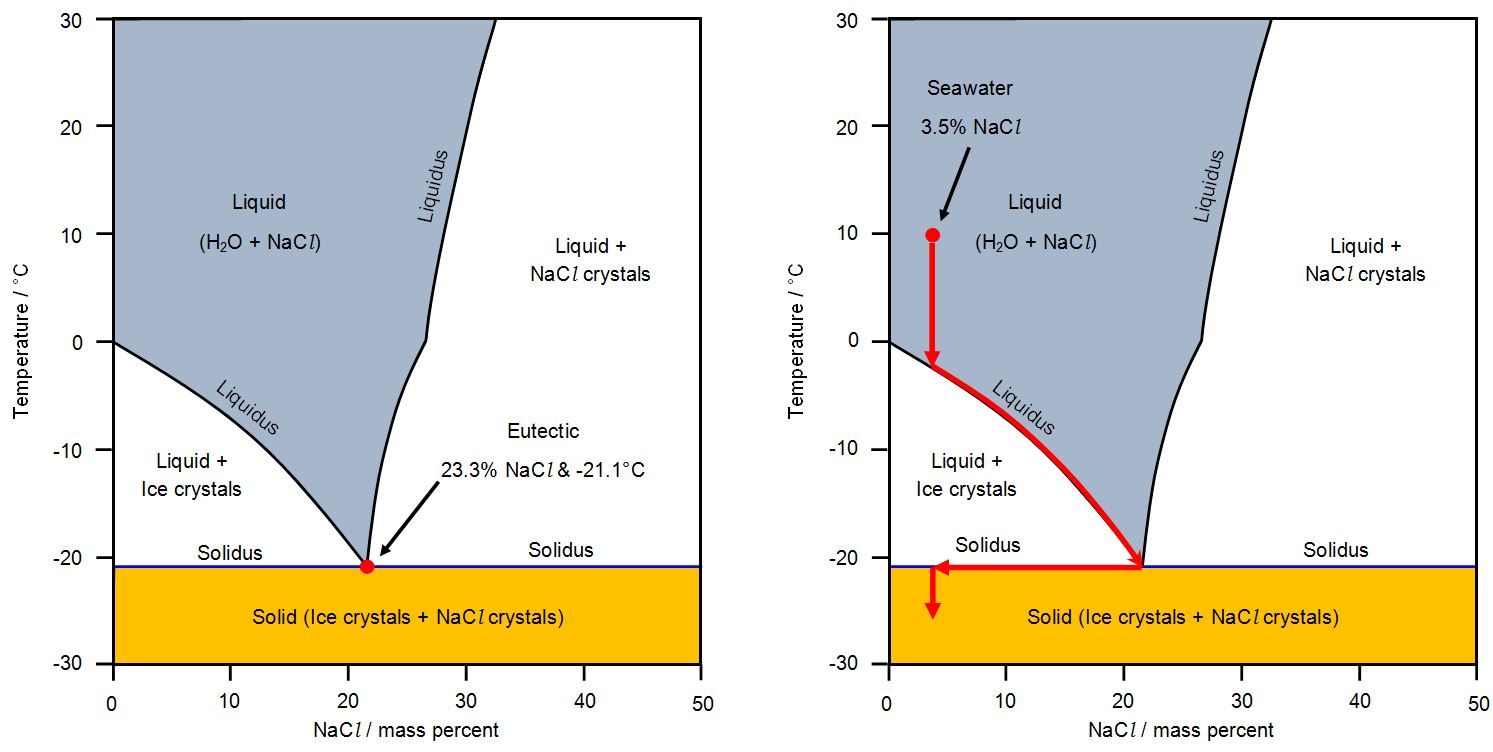 30
20
10
0
-10
-20
-30
Temperature / °C
Liquid
(H₂O + NaCl)
Liquidus
Liquidus
Liquid +
NaCl crystals
Eutectic
23.3% NaCl & -21.1°C
Liquid +
Ice crystals
Solidus
Solidus
Solid (Ice crystals + NaCl crystals)
0
10
20
30
40
50
NaCl / mass percent
30
20
10
0
-10
-20
-30
Temperature / °C
Seawater
3.5% NaCl
Liquid
(H₂O + NaCl)
Liquidus
Liquidus
Liquid +
NaCl crystals
Liquid +
Ice crystals
Solidus
Solidus
Solid (Ice crystals + NaCl crystals)
0
10
20
30
40
50
NaCl / mass percent